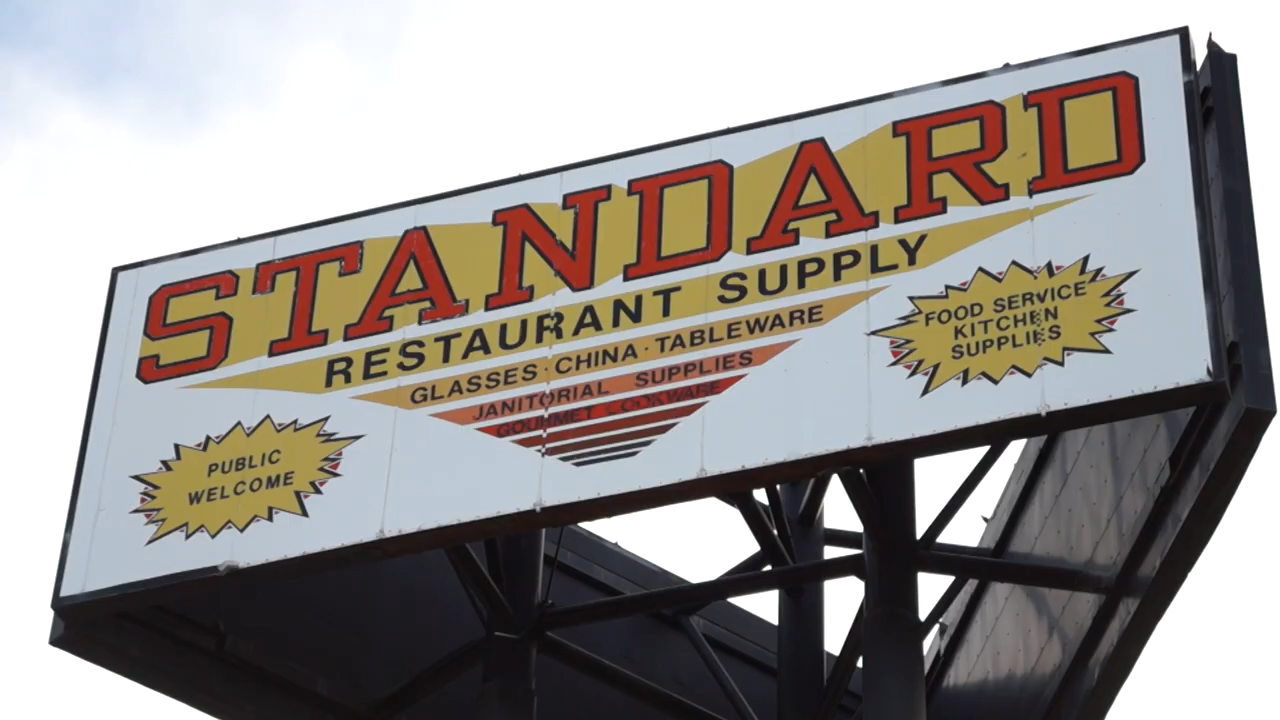 STANDARD
RESTAURANT SUPPLY
GLASSES · CHINA · TABLEWARE
JANITORIAL SUPPLIES
GOURMET COOKWARE
FOOD SERVICE
KITCHEN
SUPPLIES
PUBLIC
WELCOME